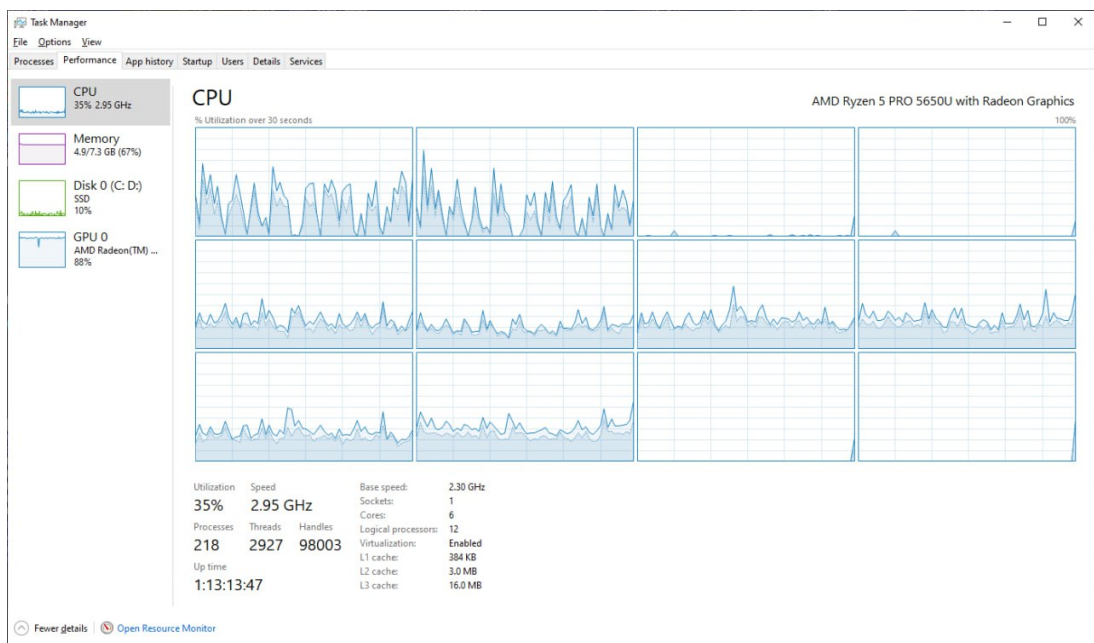 Task Manager
File Options View
Processes Performance App history Startup Users Details Services
CPU
35% 2.95 GHz
Memory
4.9/7.3 GB (67%)
Disk 0 (C: D:)
SSD
10%
GPU 0
AMD Radeon(TM) ...
88%
CPU
AMD Ryzen 5 PRO 5650U with Radeon Graphics
% Utilization over 30 seconds
100%
Utilization Speed
35% 2.95 GHz
Processes Threads Handles
218 2927 98003
Up time
1:13:13:47
Base speed: 2.30 GHz
Sockets: 1
Cores: 6
Logical processors: 12
Virtualization: Enabled
L1 cache: 384 KB
L2 cache: 3.0 MB
L3 cache: 16.0 MB
Fewer details
Open Resource Monitor